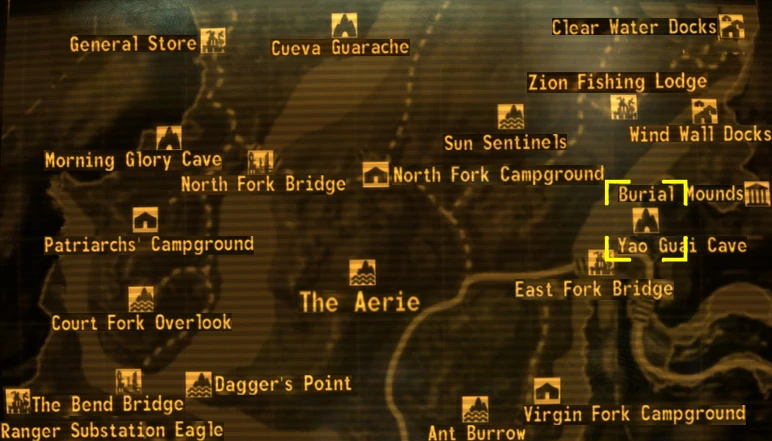 Clear Water Docks
General Store
Cueva Guarache
Zion Fishing Lodge
Wind Wall Docks
Sun Sentinels
Morning Glory Cave
North Fork Campground
North Fork Bridge
Burial Mounds
Patriarchs' Campground
Yao Guai Cave
East Fork Bridge
The Aerie
Court Fork Overlook
Dagger's Point
The Bend Bridge
Virgin Fork Campground
Ranger Substation Eagle
Ant Burrow